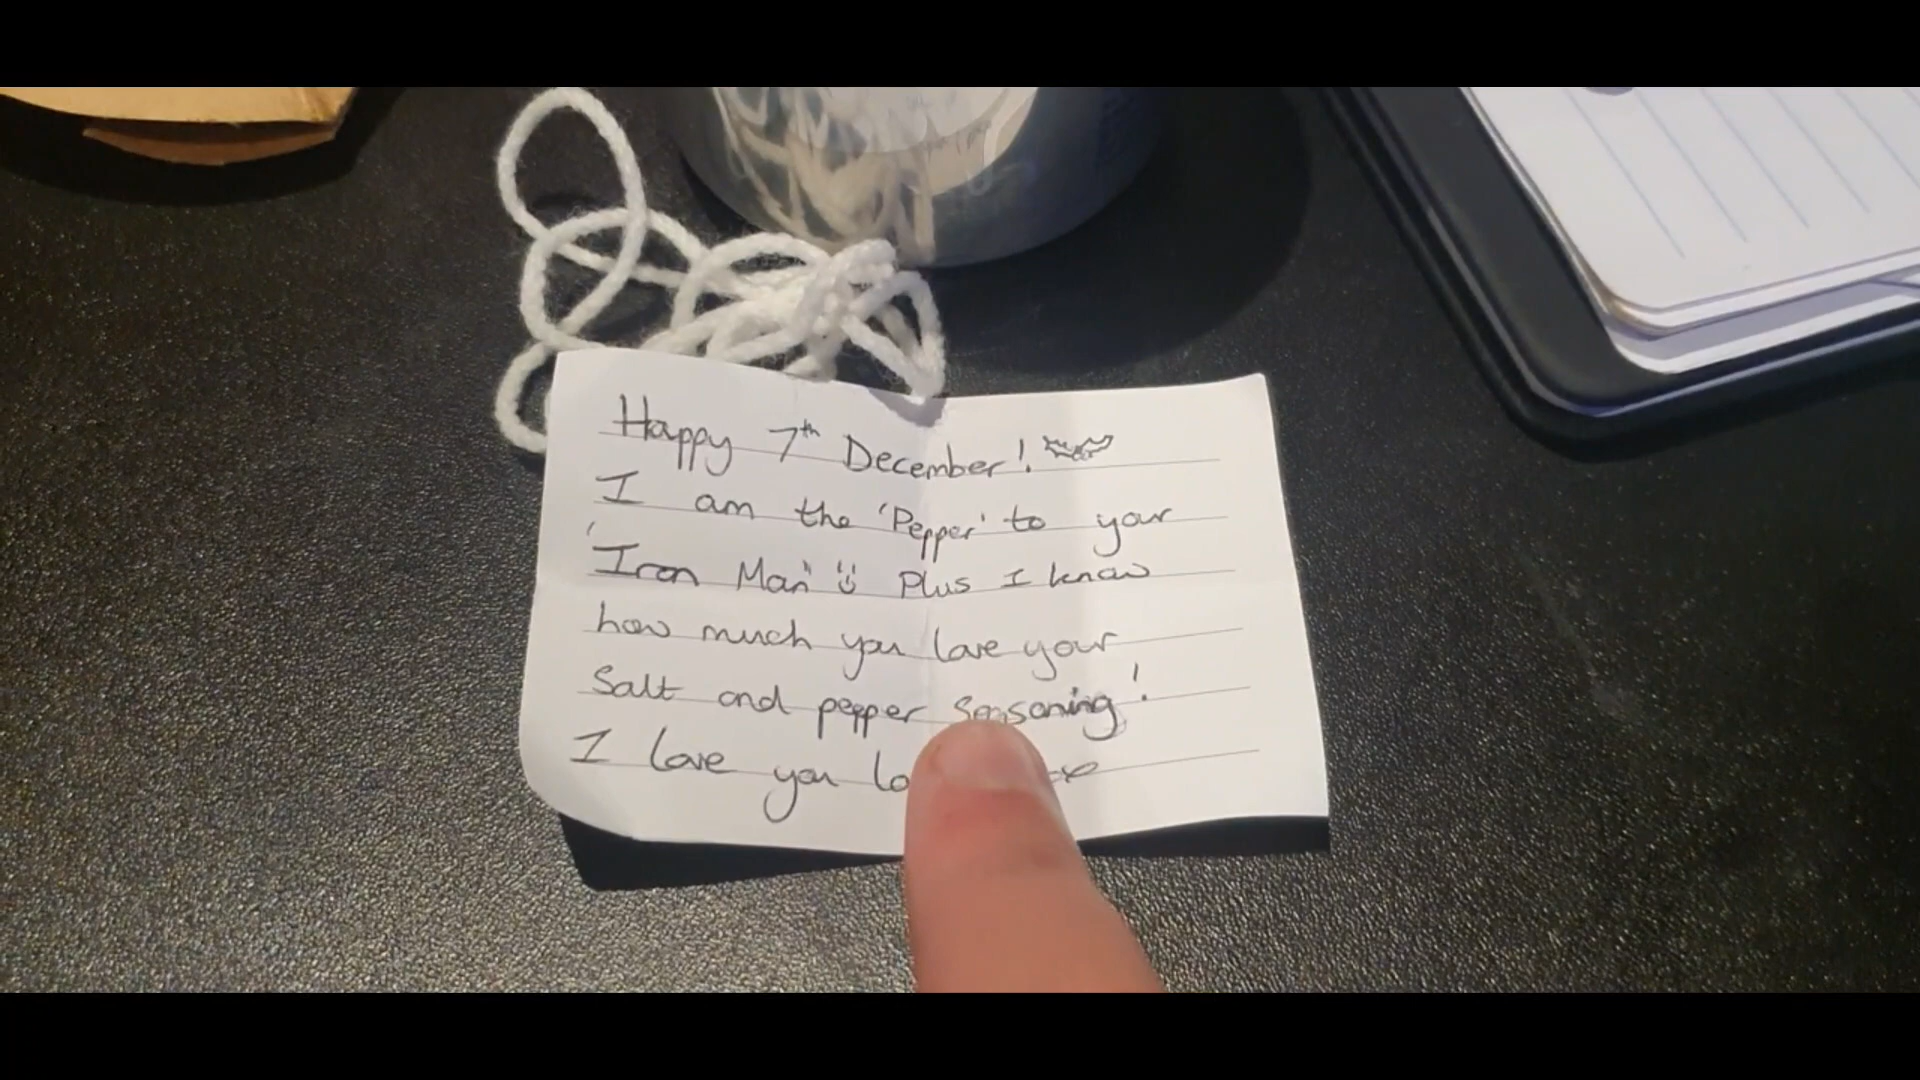 Happy 7th December!
I am the 'Pepper' to your
'Iron Man' Plus I know
how much you love your
Salt and pepper seasoning!
I love you